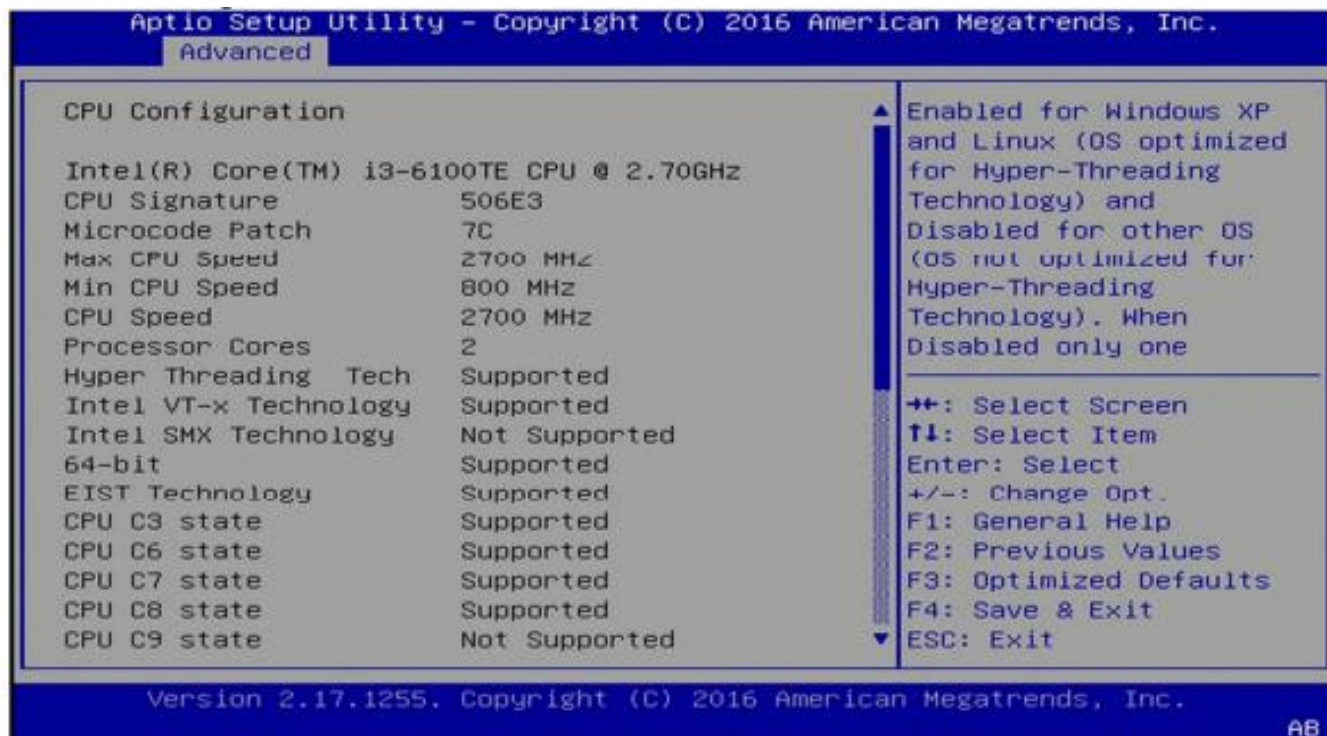 Aptio Setup Utility – Copyright (C) 2016 American Megatrends, Inc.
Advanced
CPU Configuration
Intel(R) Core(TM) i3-6100TE CPU @ 2.70GHz
CPU Signature 506E3
Microcode Patch 7C
Max CPU Speed 2700 MHz
Min CPU Speed 800 MHz
CPU Speed 2700 MHz
Processor Cores 2
Hyper Threading Tech Supported
Intel VT-x Technology Supported
Intel SMX Technology Not Supported
64-bit Supported
EIST Technology Supported
CPU C3 state Supported
CPU C6 state Supported
CPU C7 state Supported
CPU C8 state Supported
CPU C9 state Not Supported
Enabled for Windows XP
and Linux (OS optimized
for Hyper-Threading
Technology) and
Disabled for other OS
(OS not optimized for
Hyper-Threading
Technology). When
Disabled only one
→←: Select Screen
↑↓: Select Item
Enter: Select
+/-: Change Opt.
F1: General Help
F2: Previous Values
F3: Optimized Defaults
F4: Save & Exit
ESC: Exit
Version 2.17.1255. Copyright (C) 2016 American Megatrends, Inc.
AB